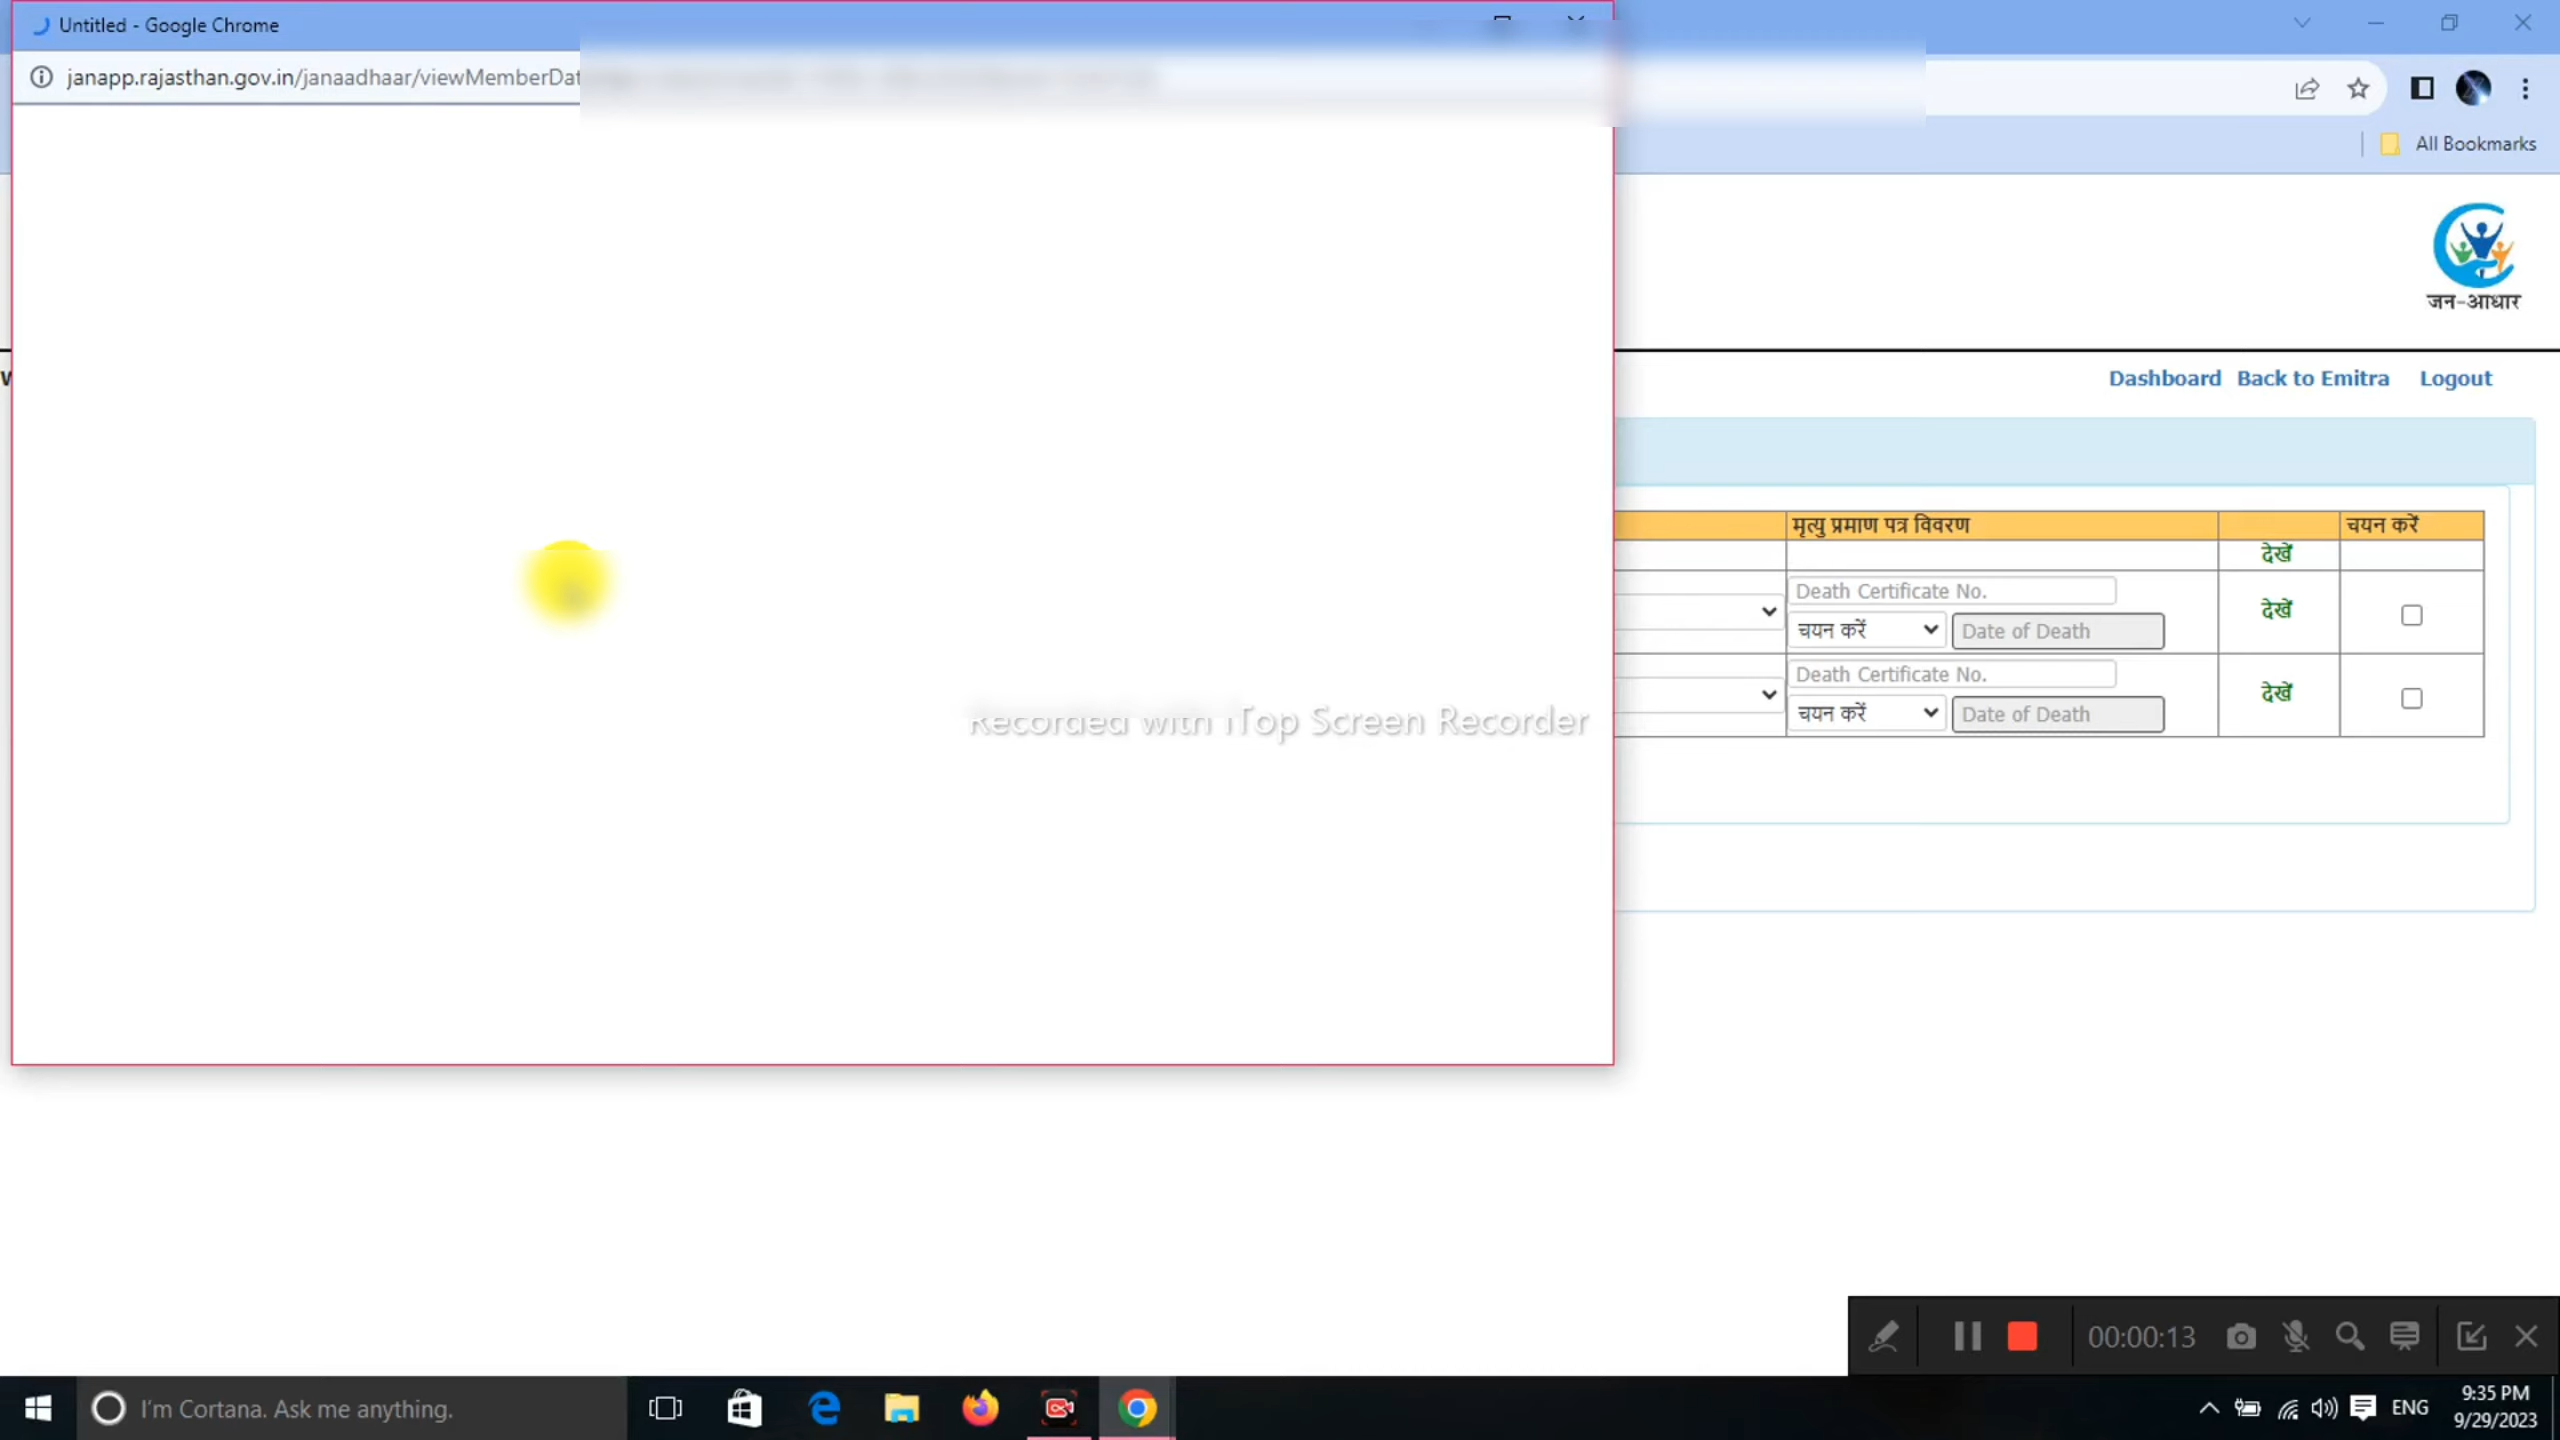 Untitled - Google Chrome
janapp.rajasthan.gov.in/janaadhaar/viewMemberDat
All Bookmarks
जन-आधार
Dashboard Back to Emitra Logout
मृत्यु प्रमाण पत्र विवरण चयन करें
देखें
Death Certificate No.
देखें
चयन करें Date of Death
Death Certificate No.
देखें
चयन करें Date of Death
Recorded with iTop Screen Recorder
00:00:13
I'm Cortana. Ask me anything.
ENG
9:35 PM
9/29/2023